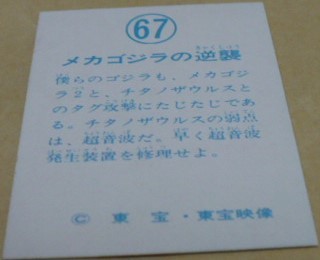 67
メカゴジラの逆襲
僕らのゴジラも、メカゴジ
ラ2と、チタノザウルスと
のタグ攻撃にたじたじであ
る。チタノザウルスの弱点
は、超音波だ。早く超音波
発生装置を修理せよ。
© 東宝・東宝映像